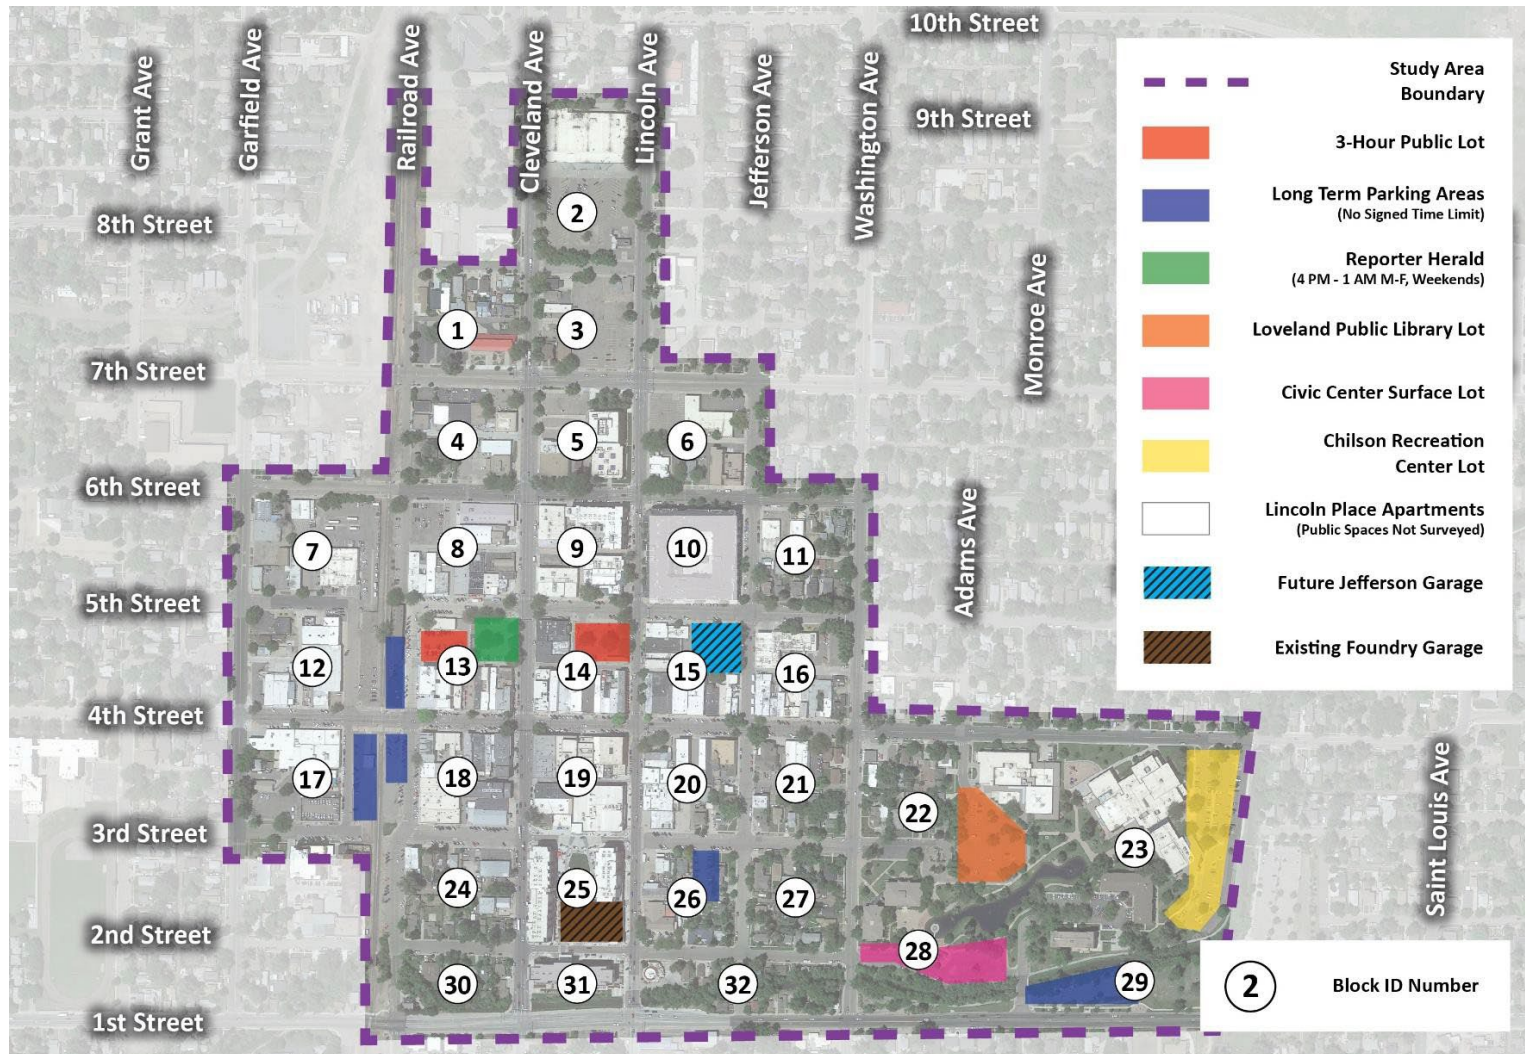 10th Street
9th Street
8th Street
7th Street
6th Street
5th Street
4th Street
3rd Street
2nd Street
1st Street
Grant Ave
Garfield Ave
Railroad Ave
Cleveland Ave
Lincoln Ave
Jefferson Ave
Washington Ave
Monroe Ave
Adams Ave
Saint Louis Ave
1
2
3
4
5
6
7
8
9
10
11
12
13
14
15
16
17
18
19
20
21
22
23
24
25
26
27
28
29
30
31
32
Study Area
Boundary
3-Hour Public Lot
Long Term Parking Areas
(No Signed Time Limit)
Reporter Herald
(4 PM - 1 AM M-F, Weekends)
Loveland Public Library Lot
Civic Center Surface Lot
Chilson Recreation
Center Lot
Lincoln Place Apartments
(Public Spaces Not Surveyed)
Future Jefferson Garage
Existing Foundry Garage
2
Block ID Number